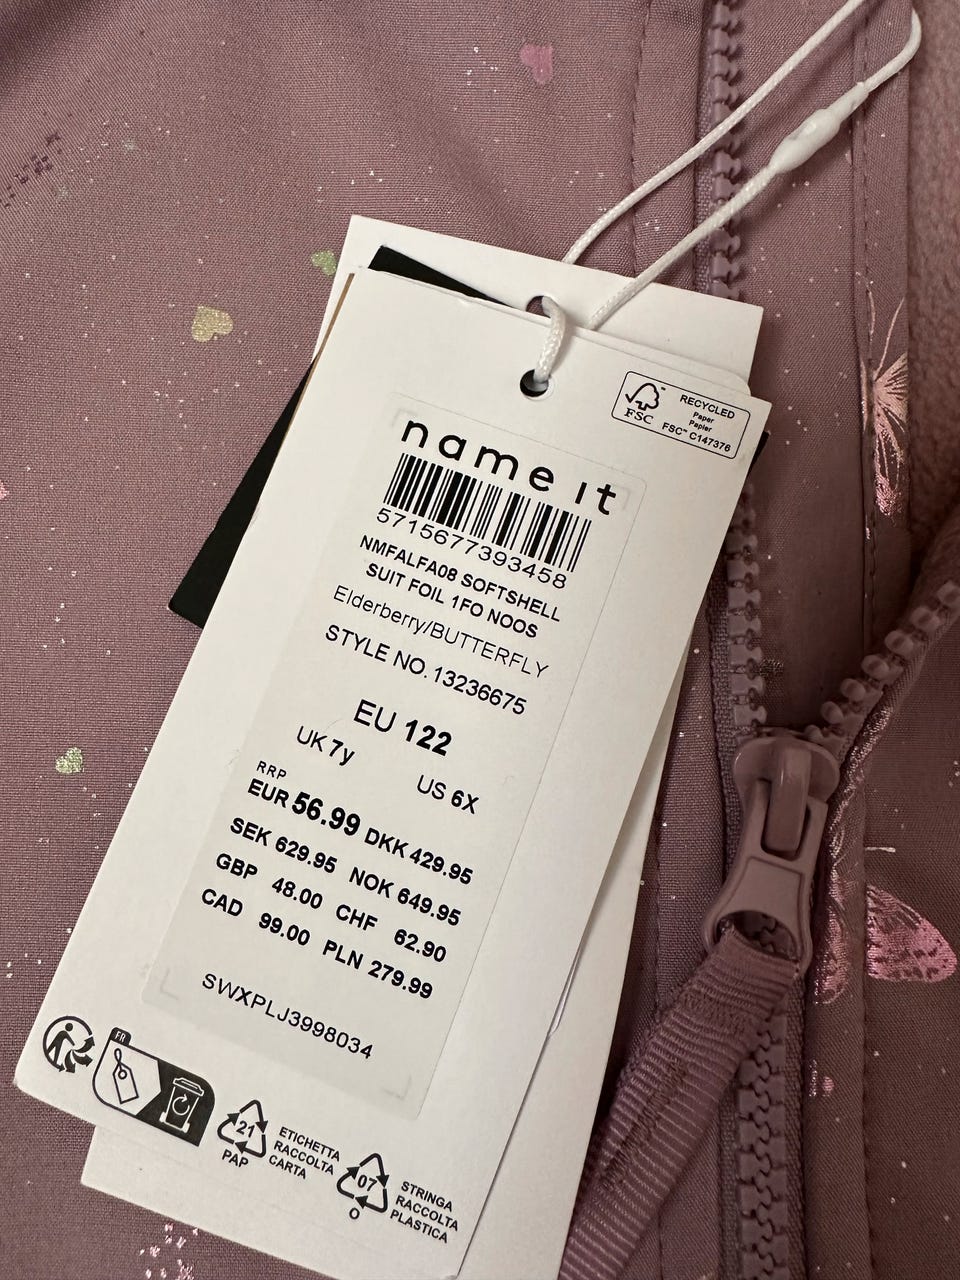 FSC™
RECYCLED
Paper
Papier
FSC™ C147376
name it
5715677393458
NMFALFA08 SOFTSHELL
SUIT FOIL 1FO NOOS
Elderberry/BUTTERFLY
STYLE NO. 13236675
EU 122
UK 7y US 6X
RRP
EUR 56.99 DKK 429.95
SEK 629.95 NOK 649.95
GBP 48.00 CHF 62.90
CAD 99.00 PLN 279.99
SWXPLJ3998034
FR
21
PAP
ETICHETTA
RACCOLTA
CARTA
07
O
STRINGA
RACCOLTA
PLASTICA